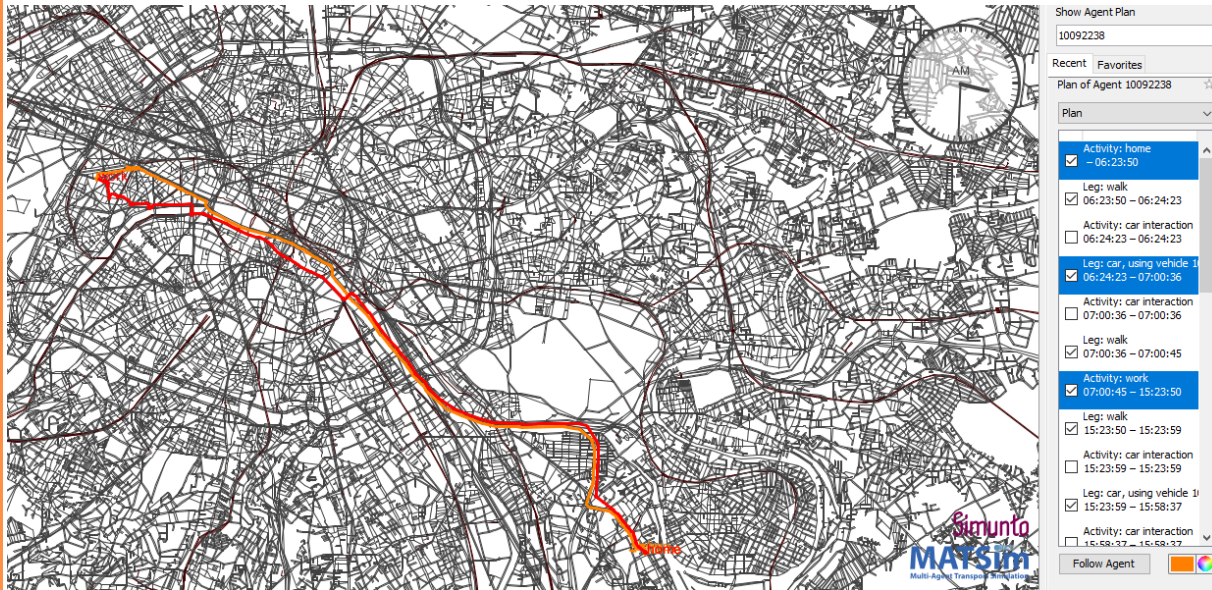 Show Agent Plan
10092238
Recent Favorites
Plan of Agent 10092238
Plan
Activity: home
– 06:23:50
Leg: walk
06:23:50 – 06:24:23
Activity: car interaction
06:24:23 – 06:24:23
Leg: car, using vehicle
06:24:23 – 07:00:36
Activity: car interaction
07:00:36 – 07:00:36
Leg: walk
07:00:36 – 07:00:45
Activity: work
07:00:45 – 15:23:50
Leg: walk
15:23:50 – 15:23:59
Activity: car interaction
15:23:59 – 15:23:59
Leg: car, using vehicle
15:23:59 – 15:58:37
Activity: car interaction
15:58:37 – 15:58:37
Follow Agent
AM
work
home
Simunto
MATSim
Multi-Agent Transport Simulation